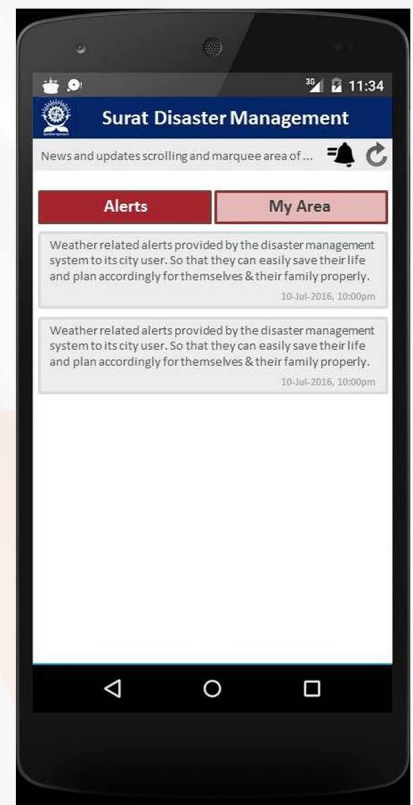 3G 11:34
Surat Disaster Management
News and updates scrolling and marquee area of ...
Alerts
My Area
Weather related alerts provided by the disaster management
system to its city user. So that they can easily save their life
and plan accordingly for themselves & their family properly.
10-Jul-2016, 10:00pm
Weather related alerts provided by the disaster management
system to its city user. So that they can easily save their life
and plan accordingly for themselves & their family properly.
10-Jul-2016, 10:00pm